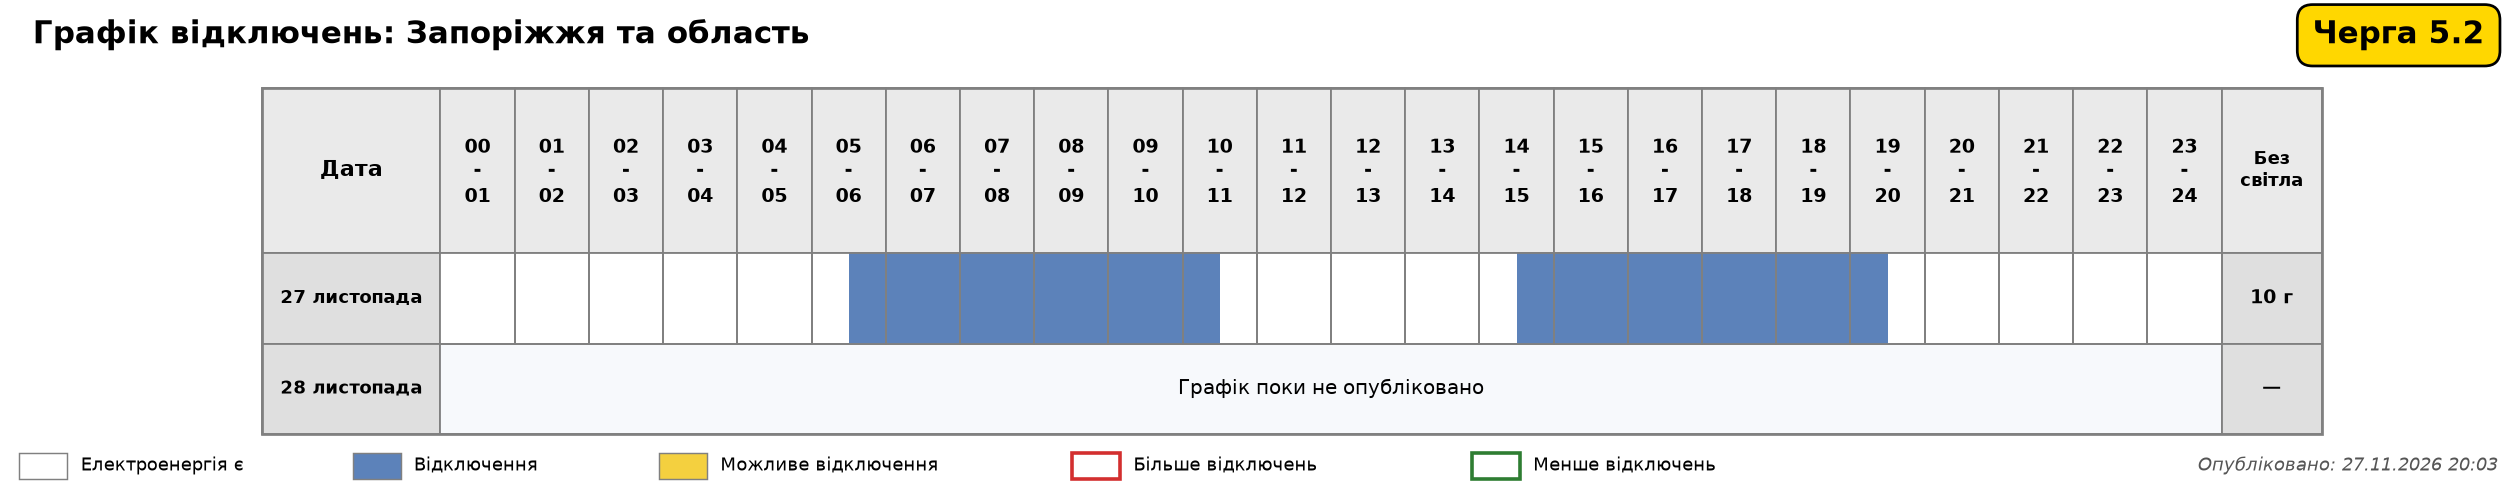 Графік відключень: Запоріжжя та область
Черга 5.2
Дата
00 - 01
01 - 02
02 - 03
03 - 04
04 - 05
05 - 06
06 - 07
07 - 08
08 - 09
09 - 10
10 - 11
11 - 12
12 - 13
13 - 14
14 - 15
15 - 16
16 - 17
17 - 18
18 - 19
19 - 20
20 - 21
21 - 22
22 - 23
23 - 24
Без світла
27 листопада
10 г
28 листопада
Графік поки не опубліковано
—
Електроенергія є
Відключення
Можливе відключення
Більше відключень
Менше відключень
Опубліковано: 27.11.2026 20:03